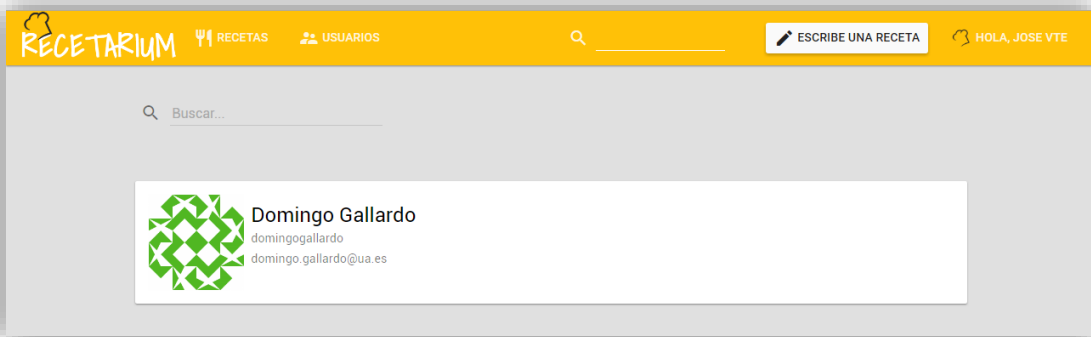 RECETARIUM
RECETAS
USUARIOS
ESCRIBE UNA RECETA
HOLA, JOSE VTE
Buscar...
Domingo Gallardo
domingogallardo
domingo.gallardo@ua.es